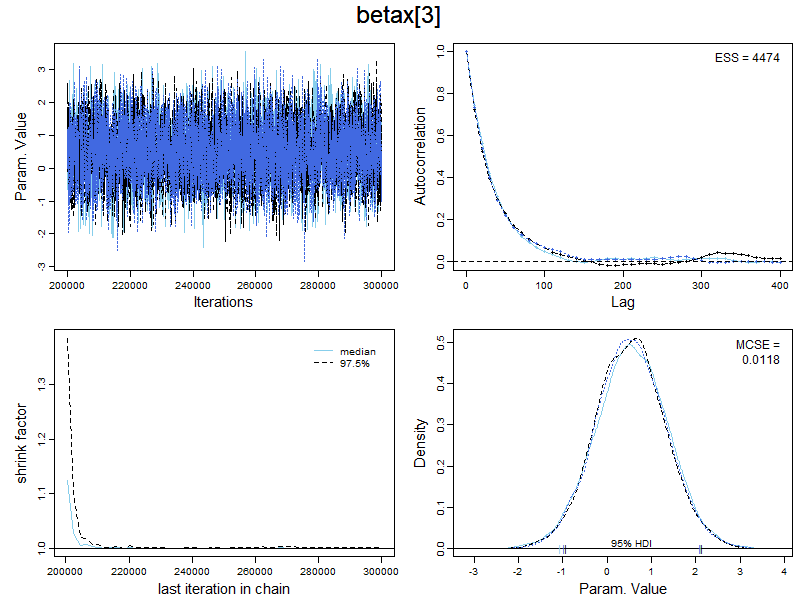 betax[3]
3
2
1
0
-1
-2
-3
Param. Value
200000 220000 240000 260000 280000 300000
Iterations
ESS = 4474
1.0
0.8
0.6
0.4
0.2
0.0
Autocorrelation
0 100 200 300 400
Lag
median
97.5%
1.3
1.2
1.1
1.0
shrink factor
200000 220000 240000 260000 280000 300000
last iteration in chain
MCSE =
0.0118
0.5
0.4
0.3
0.2
0.1
0.0
Density
95% HDI
-3 -2 -1 0 1 2 3 4
Param. Value